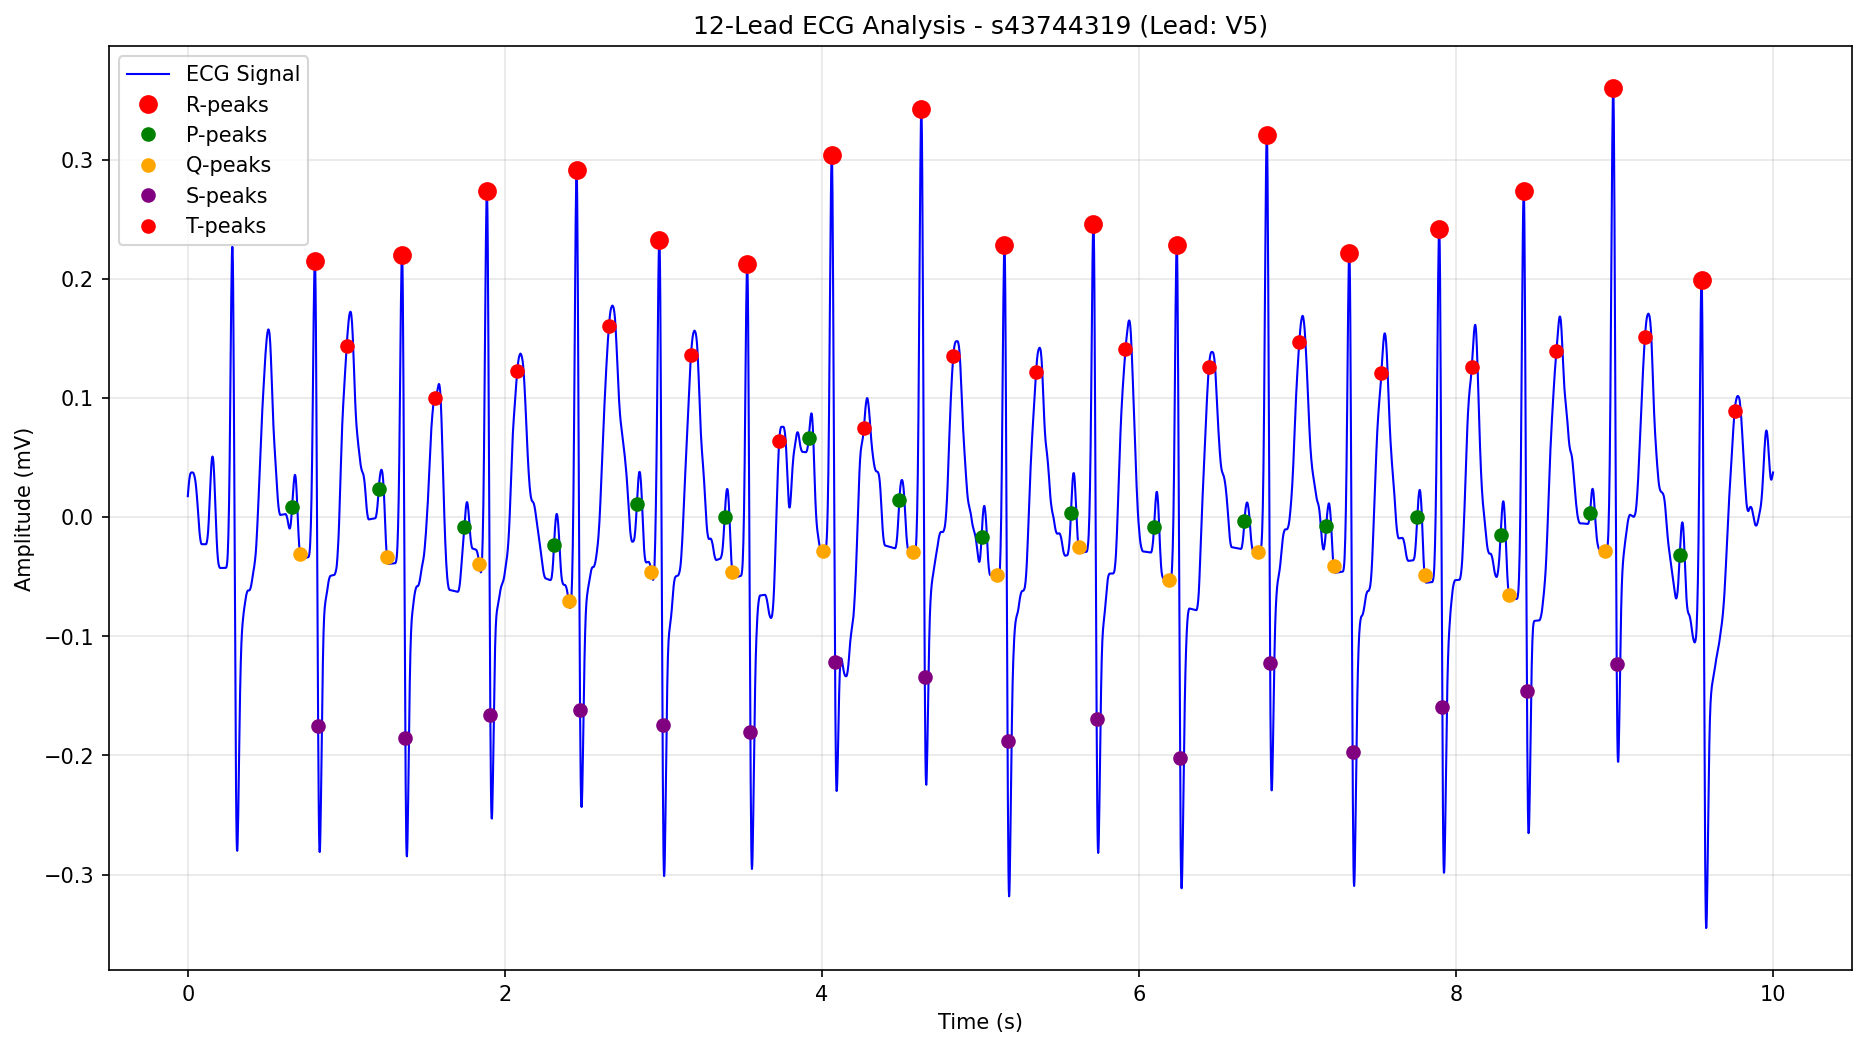 12-Lead ECG Analysis - s43744319 (Lead: V5)
ECG Signal
R-peaks
P-peaks
Q-peaks
S-peaks
T-peaks
Amplitude (mV)
0.3
0.2
0.1
0.0
−0.1
−0.2
−0.3
0 2 4 6 8 10
Time (s)